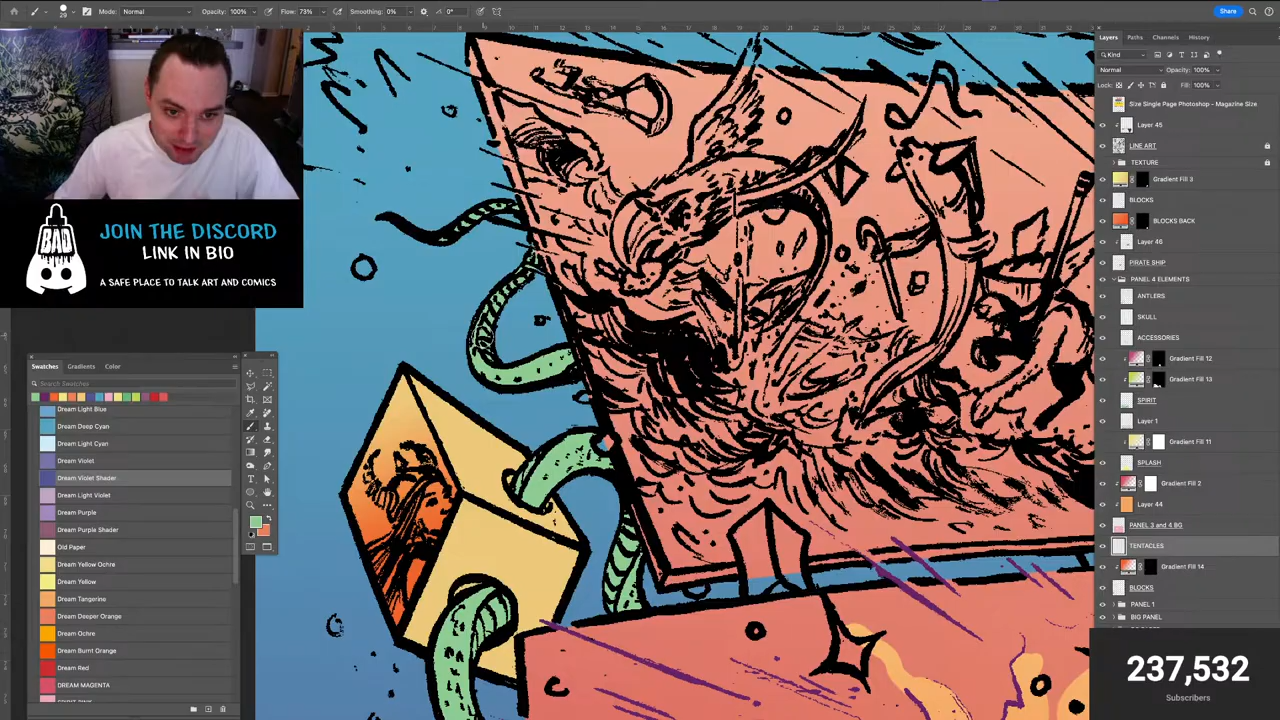 Mode: Normal Opacity: 100% Flow: 73% Smoothing: 0% 0°
29
Share
JOIN THE DISCORD
LINK IN BIO
A SAFE PLACE TO TALK ART AND COMICS
BAD
Swatches Gradients Color
Search Swatches
Dream Light Blue
Dream Deep Cyan
Dream Light Cyan
Dream Violet
Dream Violet Shader
Dream Light Violet
Dream Purple
Dream Purple Shader
Old Paper
Dream Yellow Ochre
Dream Yellow
Dream Tangerine
Dream Deeper Orange
Dream Ochre
Dream Burnt Orange
Dream Red
DREAM MAGENTA
Layers Paths Channels History
Kind
Normal Opacity: 100%
Lock: Fill: 100%
Size Single Page Photoshop - Magazine Size
Layer 45
LINE ART
TEXTURE
Gradient Fill 3
BLOCKS
BLOCKS BACK
Layer 46
PIRATE SHIP
PANEL 4 ELEMENTS
ANTLERS
SKULL
ACCESSORIES
Gradient Fill 12
Gradient Fill 13
SPIRIT
Layer 1
Gradient Fill 11
SPLASH
Gradient Fill 2
Layer 44
PANEL 3 and 4 BG
TENTACLES
Gradient Fill 14
BLOCKS
PANEL 1
BIG PANEL
237,532
Subscribers